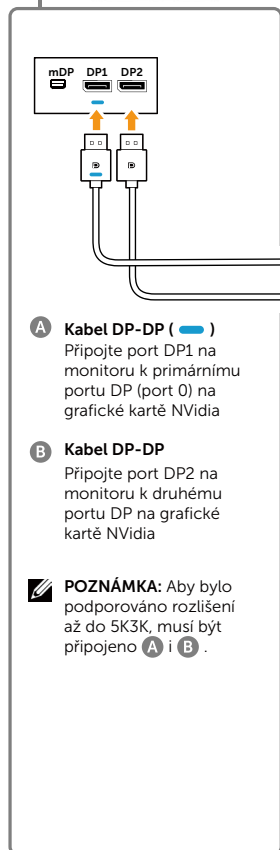 mDP DP1 DP2
A Kabel DP-DP ( )
Připojte port DP1 na
monitoru k primárnímu
portu DP (port 0) na
grafické kartě NVidia
B Kabel DP-DP
Připojte port DP2 na
monitoru k druhému
portu DP na grafické
kartě NVidia
POZNÁMKA: Aby bylo
podporováno rozlišení
až do 5K3K, musí být
připojeno A i B .